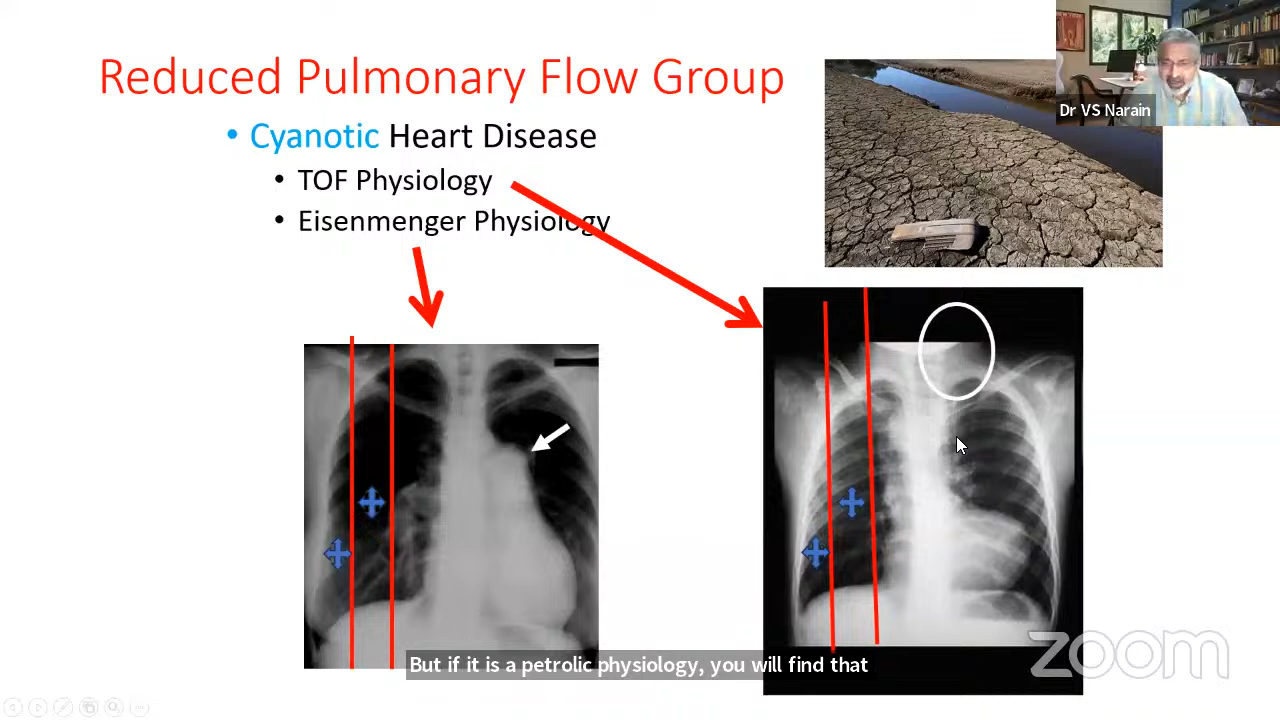 Reduced Pulmonary Flow Group
• Cyanotic Heart Disease
• TOF Physiology
• Eisenmenger Physiology
Dr VS Narain
But if it is a petrolic physiology, you will find that
zoom